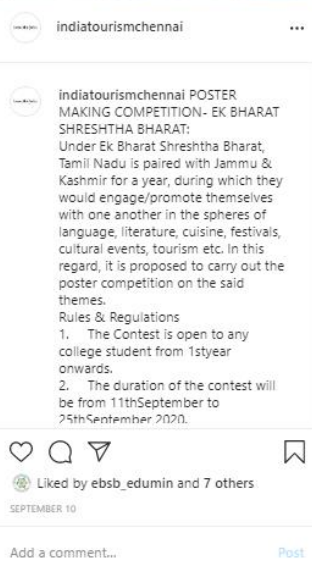 indiatourismchennai
indiatourismchennai POSTER
MAKING COMPETITION- EK BHARAT
SHRESHTHA BHARAT:
Under Ek Bharat Shreshtha Bharat,
Tamil Nadu is paired with Jammu &
Kashmir for a year, during which they
would engage/promote themselves
with one another in the spheres of
language, literature, cuisine, festivals,
cultural events, tourism etc. In this
regard, it is proposed to carry out the
poster competition on the said
themes.
Rules & Regulations
1. The Contest is open to any
college student from 1styear
onwards.
2. The duration of the contest will
be from 11thSeptember to
25thSeptember 2020.
Liked by ebsb_edumin and 7 others
SEPTEMBER 10
Add a comment...
Post